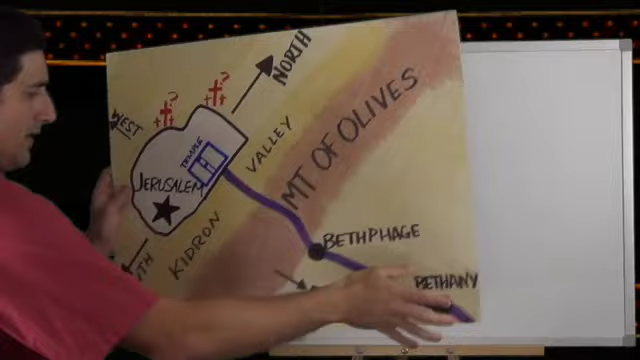 NORTH
?
?
WEST
MT OF OLIVES
VALLEY
TEMPLE
JERUSALEM
KIDRON
BETHPHAGE
BETHANY